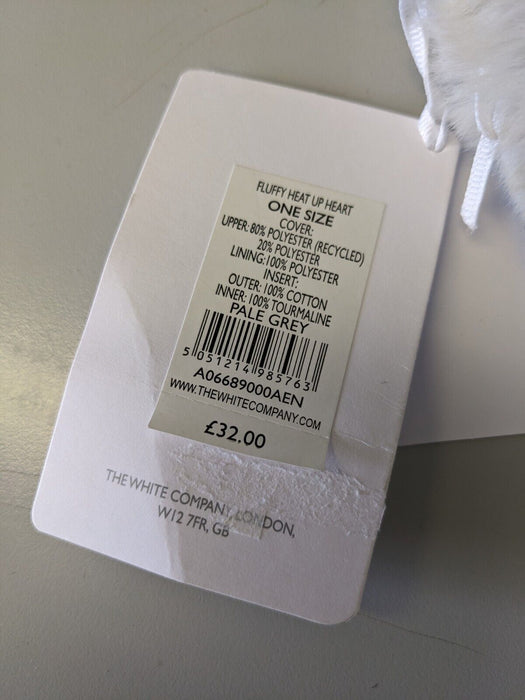 FLUFFY HEAT UP HEART
ONE SIZE
COVER:
UPPER: 80% POLYESTER (RECYCLED)
20% POLYESTER
LINING: 100% POLYESTER
INSERT:
OUTER: 100% COTTON
INNER: 100% TOURMALINE
PALE GREY
5 051214 985763
A06689000AEN
WWW.THEWHITECOMPANY.COM
£32.00
THE WHITE COMPANY, LONDON,
W12 7FR, GB